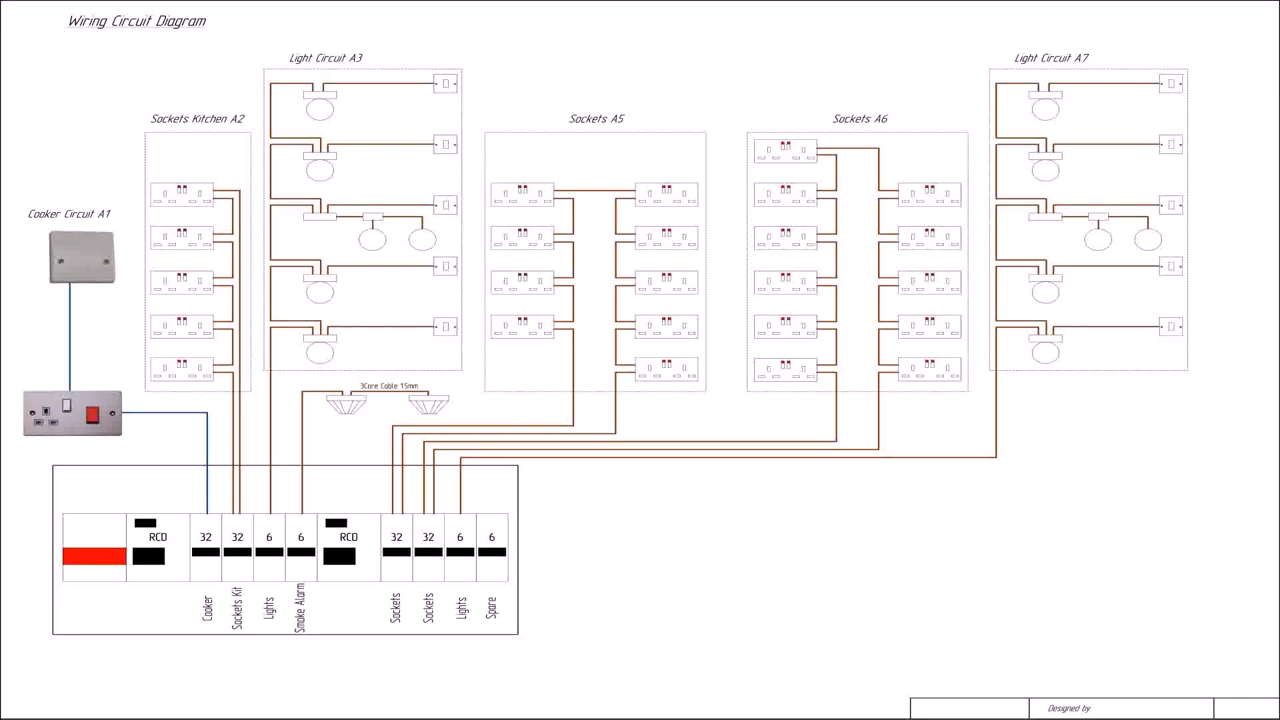 Wiring Circuit Diagram
Light Circuit A3
Light Circuit A7
Sockets Kitchen A2
Sockets A5
Sockets A6
Cooker Circuit A1
3Core Cable 1.5mm
RCD
32
32
6
6
RCD
32
32
6
6
Cooker
Sockets Kit
Lights
Smoke Alarm
Sockets
Sockets
Lights
Spare
Designed by